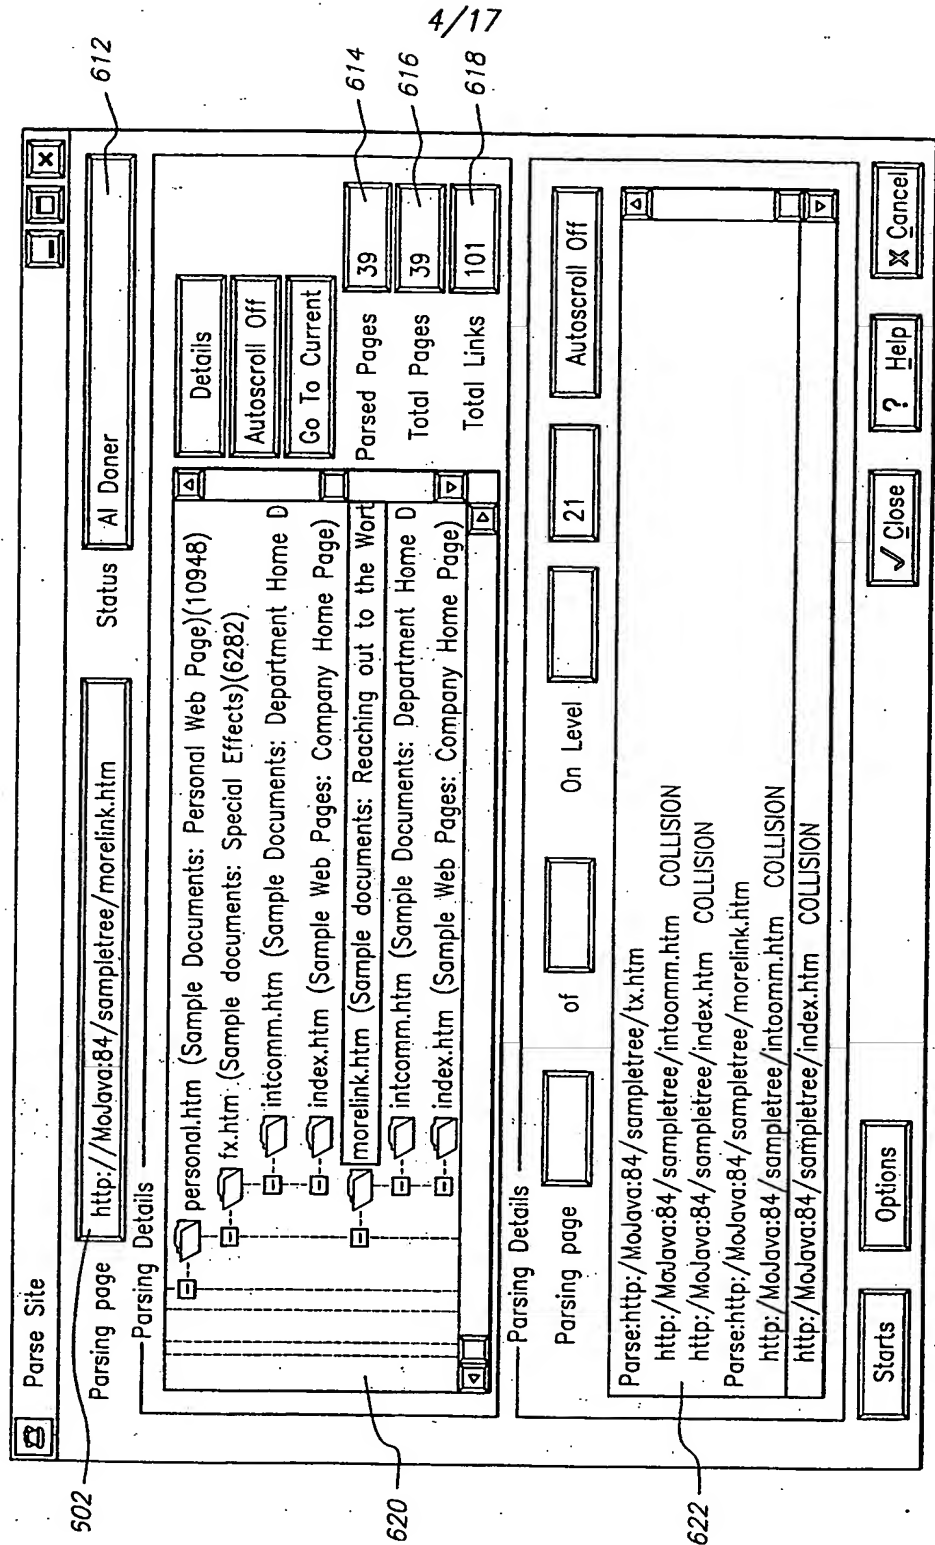 4/17
Parse Site
502
Parsing page http://MoJava:84/sampletree/morelink.htm Status Al Doner
612
Parsing Details
personal.htm (Sample Documents: Personal Web Page)(10948)
fx.htm (Sample documents: Special Effects)(6282)
intcomm.htm (Sample Documents: Department Home D
index.htm (Sample Web Pages: Company Home Page)
morelink.htm (Sample documents: Reaching out to the Wort
intcomm.htm (Sample Documents: Department Home D
index.htm (Sample Web Pages: Company Home Page)
620
Details
Autoscroll Off
Go To Current
Parsed Pages 39
614
Total Pages 39
616
Total Links 101
618
Parsing Details
Parsing page of On Level 21 Autoscroll Off
Parse:http:/MoJava:84/sampletree/tx.htm
http:/MoJava:84/sampletree/intoomm.htm COLLISION
http:/MoJava:84/sampletree/index.htm COLLISION
Parse:http:/MoJava:84/sampletree/morelink.htm
http:/MoJava:84/sampletree/intoomm.htm COLLISION
http:/MoJava:84/sampletree/index.htm COLLISION
622
Starts Options ✓ Close ? Help X Cancel